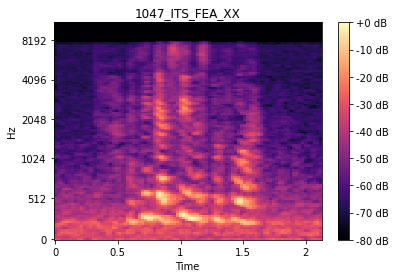 1047_ITS_FEA_XX
+0 dB
8192
-10 dB
4096
-20 dB
-30 dB
2048
Hz
-40 dB
1024
-50 dB
-60 dB
512
-70 dB
0
-80 dB
0
0.5
1
1.5
2
Time